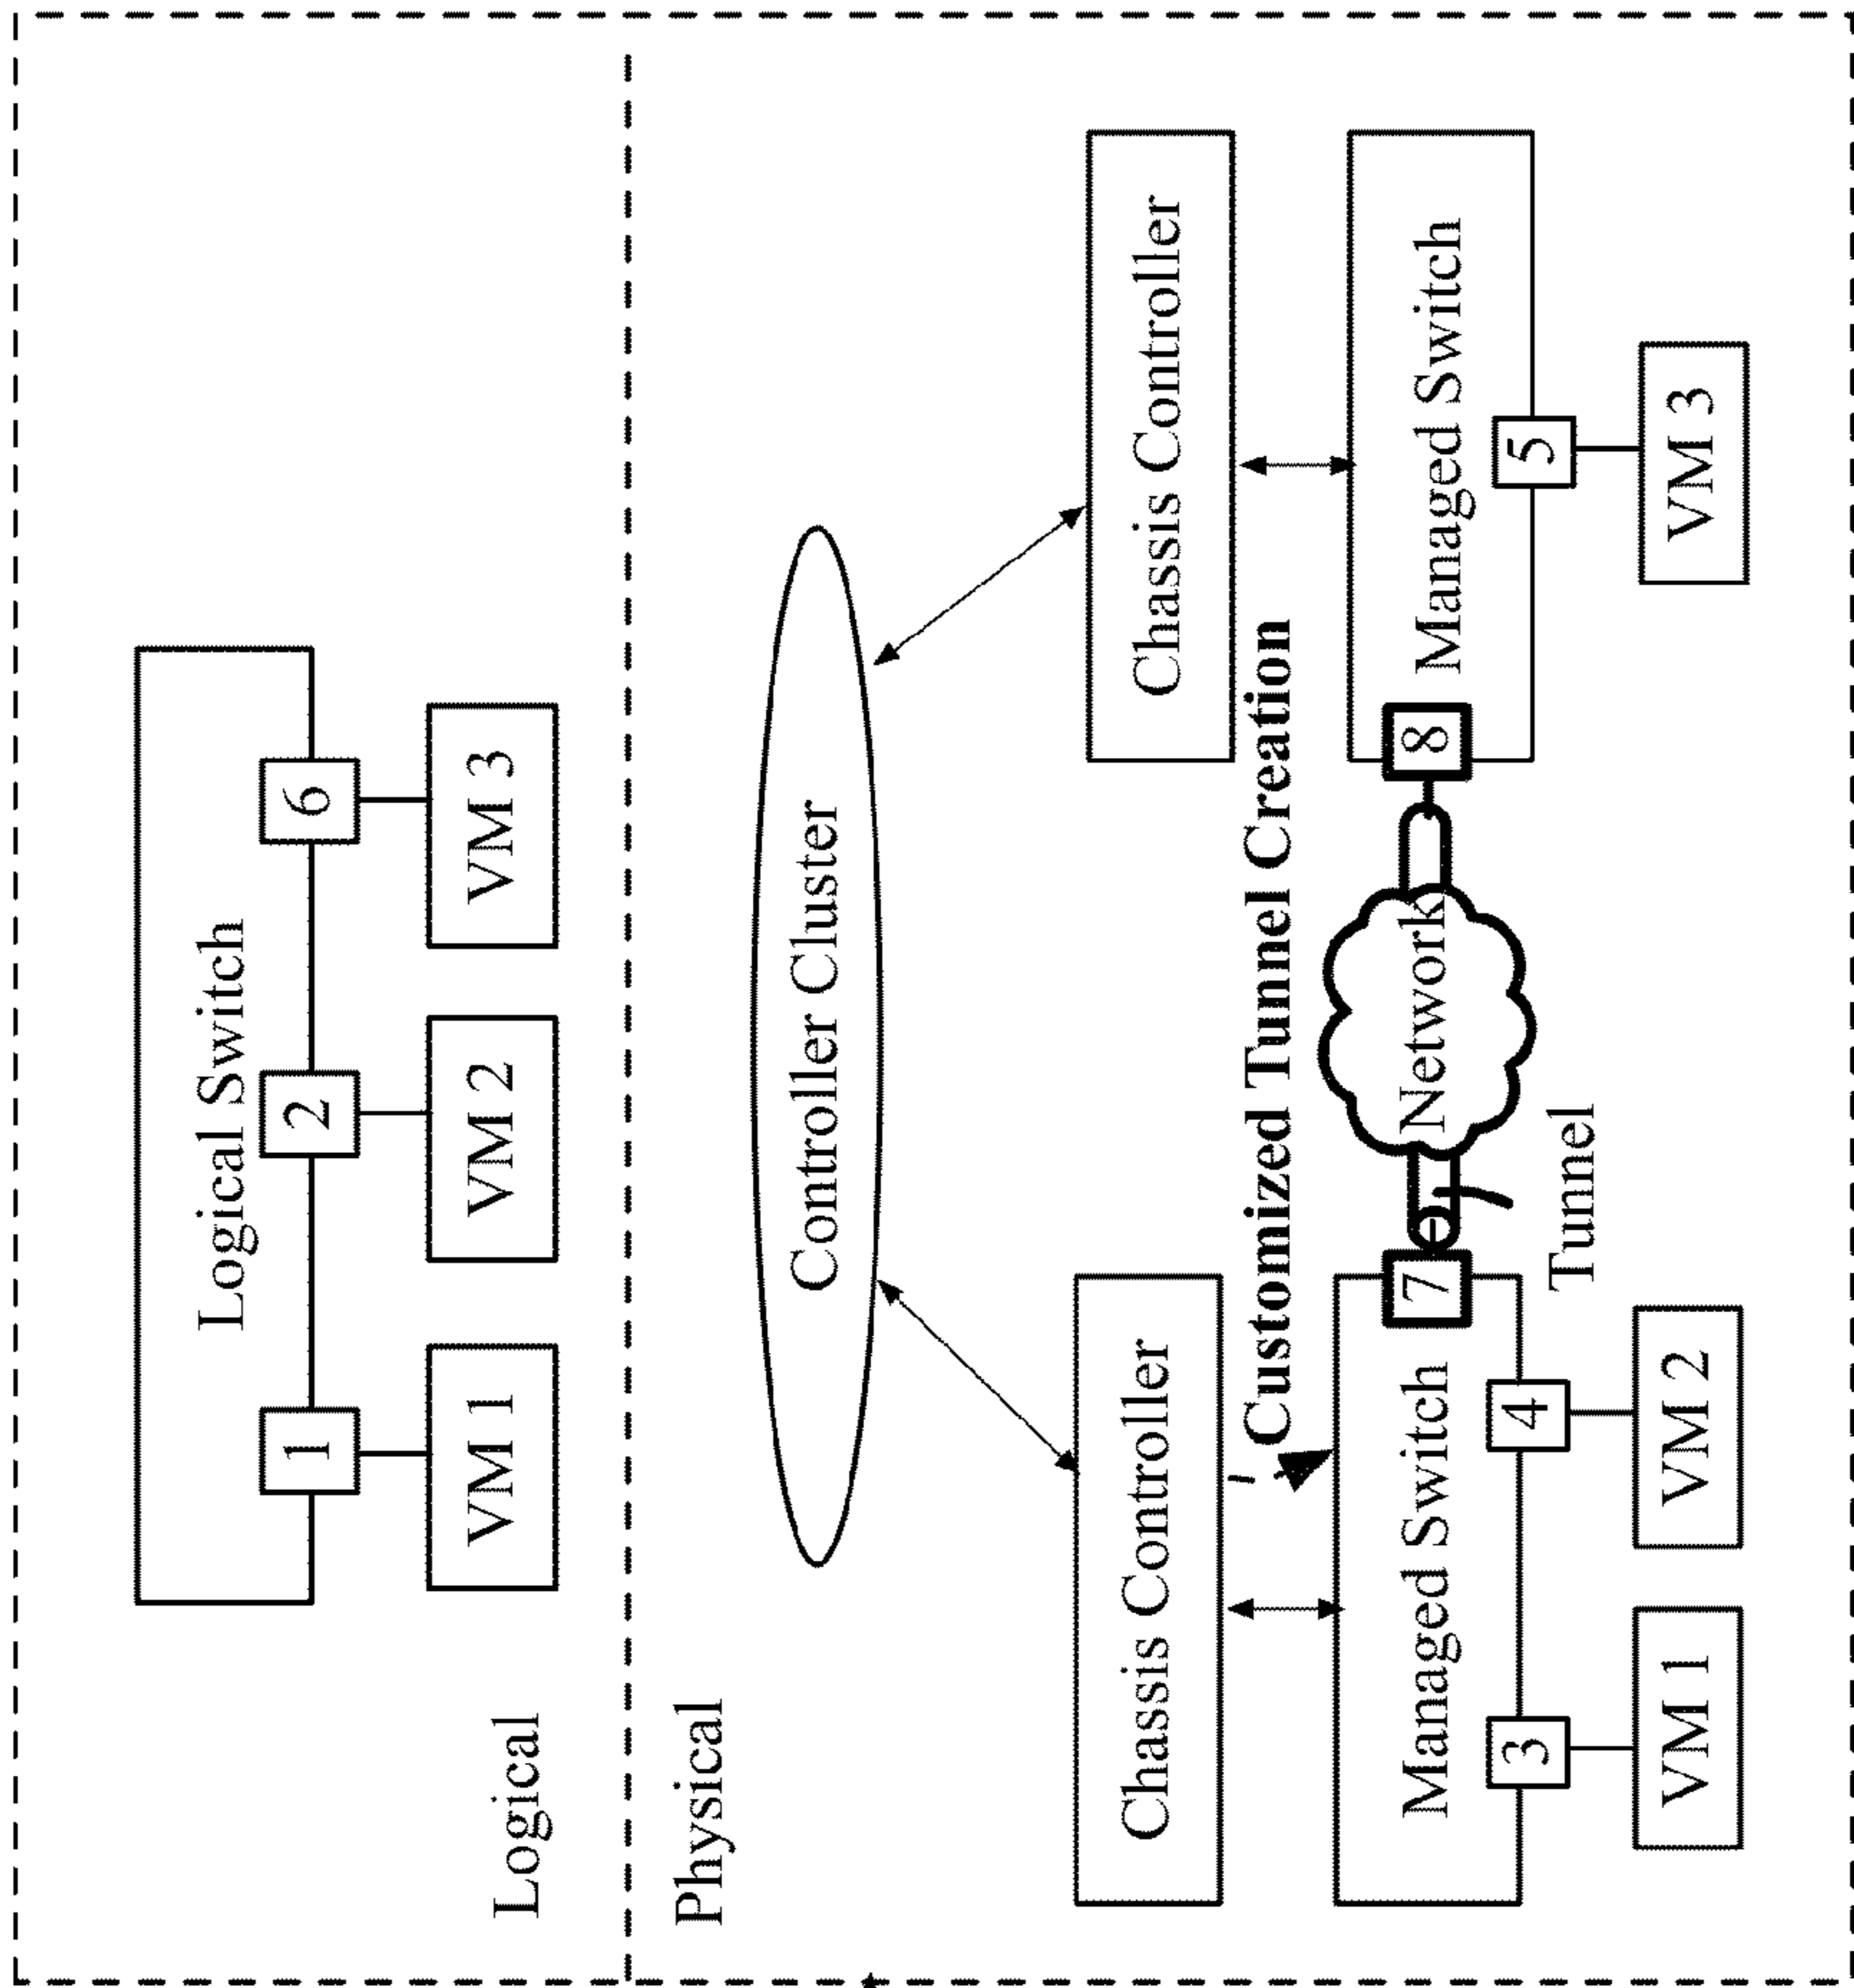 Logical Switch
1
2
6
VM 1
VM 2
VM 3
Logical
Physical
Controller Cluster
Chassis Controller
Chassis Controller
Customized Tunnel Creation
Managed Switch
7
Network
8
Managed Switch
3
4
5
Tunnel
VM 1
VM 2
VM 3